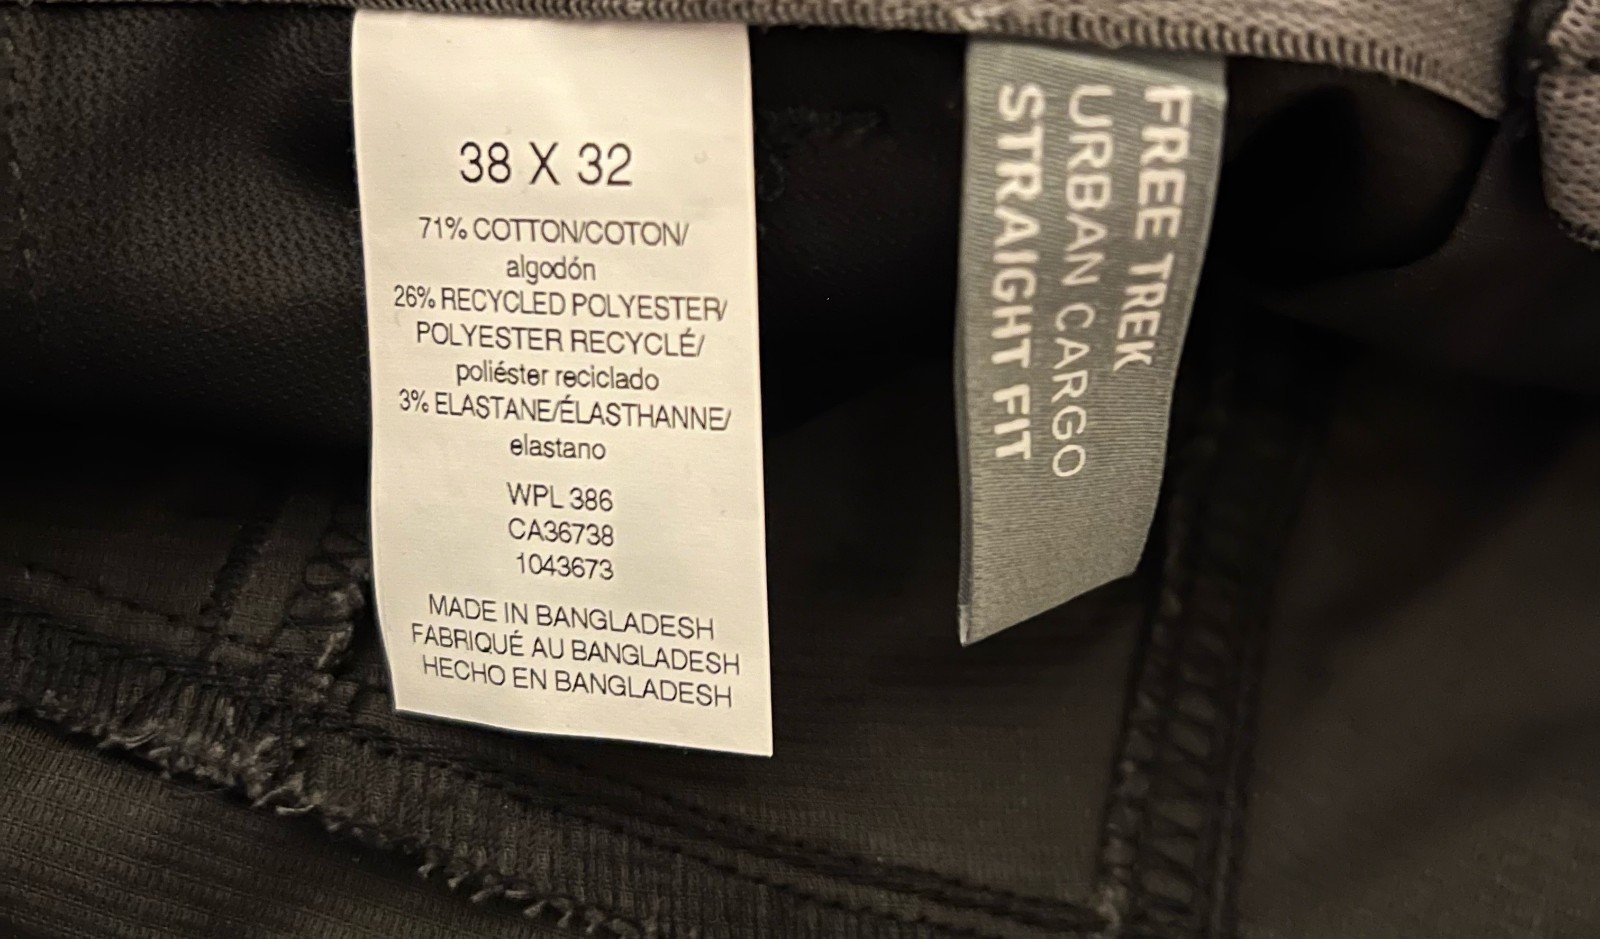 38 X 32
71% COTTON/COTON/
algodón
26% RECYCLED POLYESTER/
POLYESTER RECYCLÉ/
poliéster reciclado
3% ELASTANE/ÉLASTHANNE/
elastano
WPL 386
CA36738
1043673
MADE IN BANGLADESH
FABRIQUÉ AU BANGLADESH
HECHO EN BANGLADESH
FREE TREK
URBAN CARGO
STRAIGHT FIT